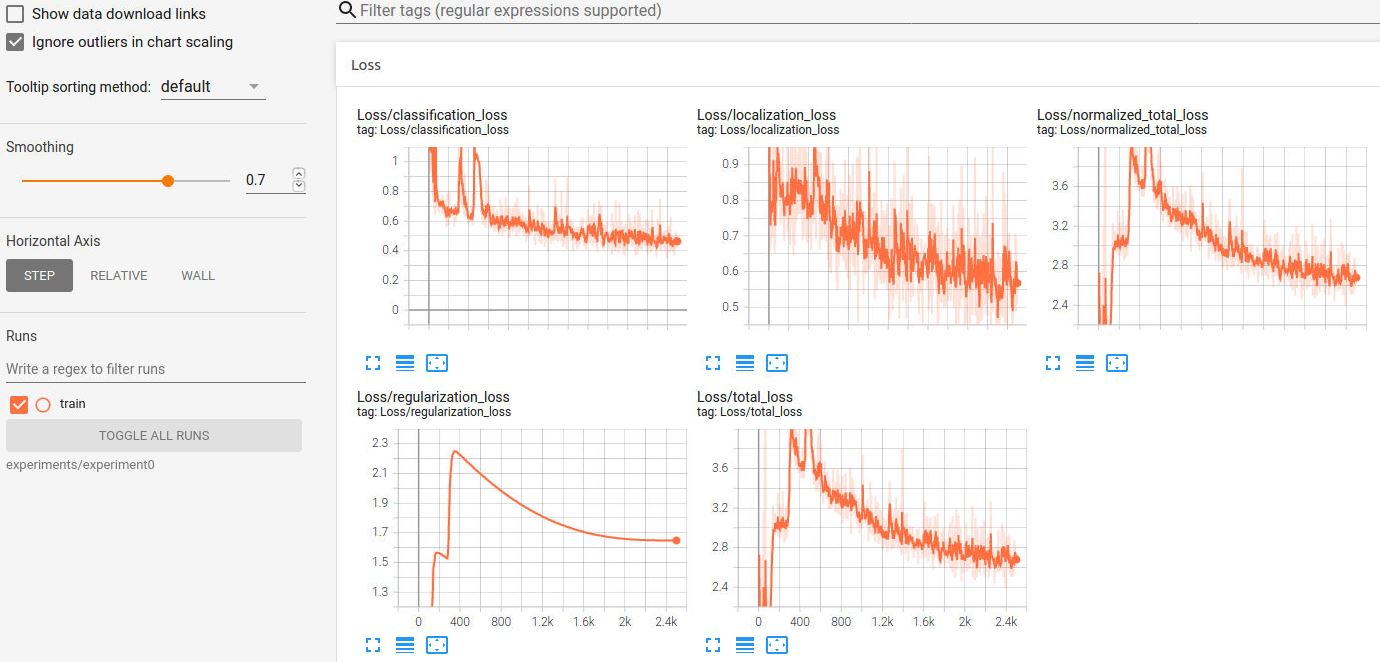 Show data download links
Ignore outliers in chart scaling
Tooltip sorting method: default
Smoothing
0.7
Horizontal Axis
STEP RELATIVE WALL
Runs
Write a regex to filter runs
train
TOGGLE ALL RUNS
experiments/experiment0
Filter tags (regular expressions supported)
Loss
Loss/classification_loss
tag: Loss/classification_loss
1
0.8
0.6
0.4
0.2
0
Loss/localization_loss
tag: Loss/localization_loss
0.9
0.8
0.7
0.6
0.5
Loss/normalized_total_loss
tag: Loss/normalized_total_loss
3.6
3.2
2.8
2.4
Loss/regularization_loss
tag: Loss/regularization_loss
2.3
2.1
1.9
1.7
1.5
1.3
0 400 800 1.2k 1.6k 2k 2.4k
Loss/total_loss
tag: Loss/total_loss
3.6
3.2
2.8
2.4
0 400 800 1.2k 1.6k 2k 2.4k